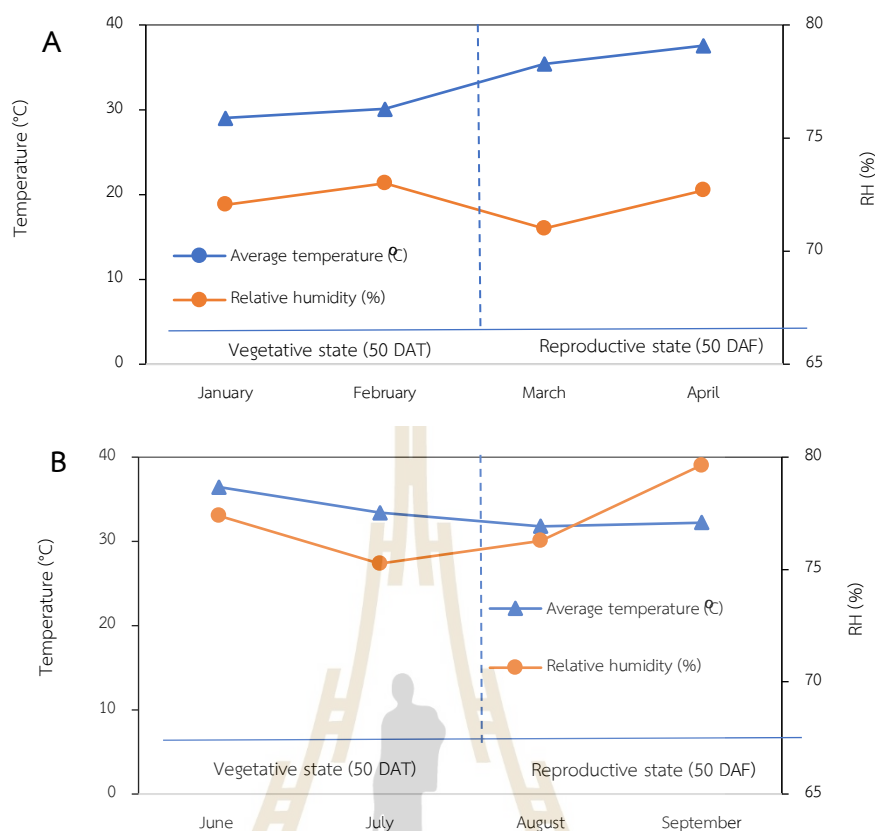 A
40
30
20
10
0
Temperature (°C)
80
75
70
65
RH (%)
Average temperature (°C)
Relative humidity (%)
Vegetative state (50 DAT)
Reproductive state (50 DAF)
January
February
March
April
B
40
30
20
10
0
Temperature (°C)
80
75
70
65
RH (%)
Average temperature (°C)
Relative humidity (%)
Vegetative state (50 DAT)
Reproductive state (50 DAF)
June
July
August
September